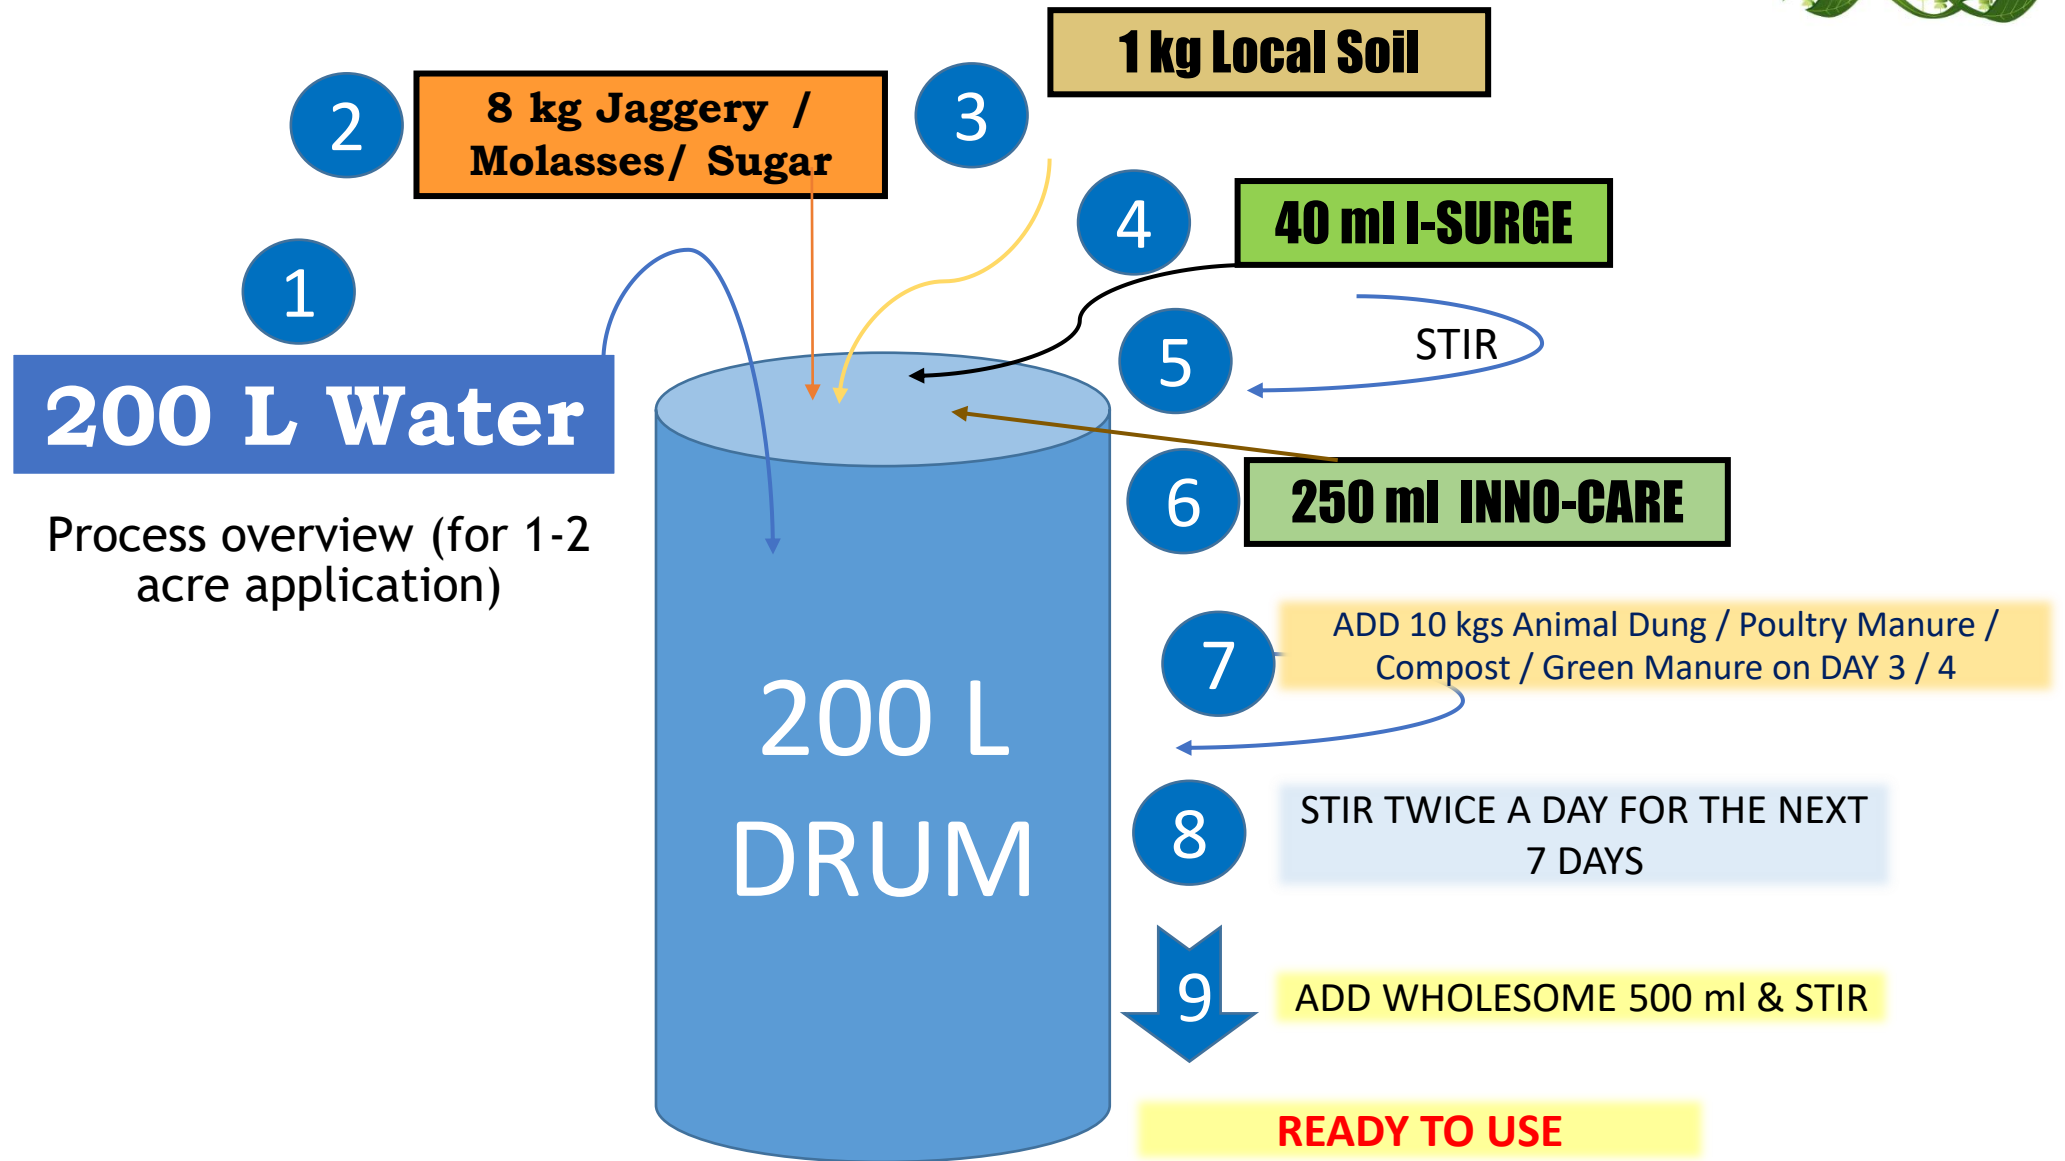 1 kg Local Soil
2
8 kg Jaggery /
Molasses/ Sugar
3
4
40 ml I-SURGE
1
200 L Water
5
STIR
6
250 ml INNO-CARE
Process overview (for 1-2
acre application)
7
ADD 10 kgs Animal Dung / Poultry Manure /
Compost / Green Manure on DAY 3 / 4
200 L
DRUM
8
STIR TWICE A DAY FOR THE NEXT
7 DAYS
9
ADD WHOLESOME 500 ml & STIR
READY TO USE